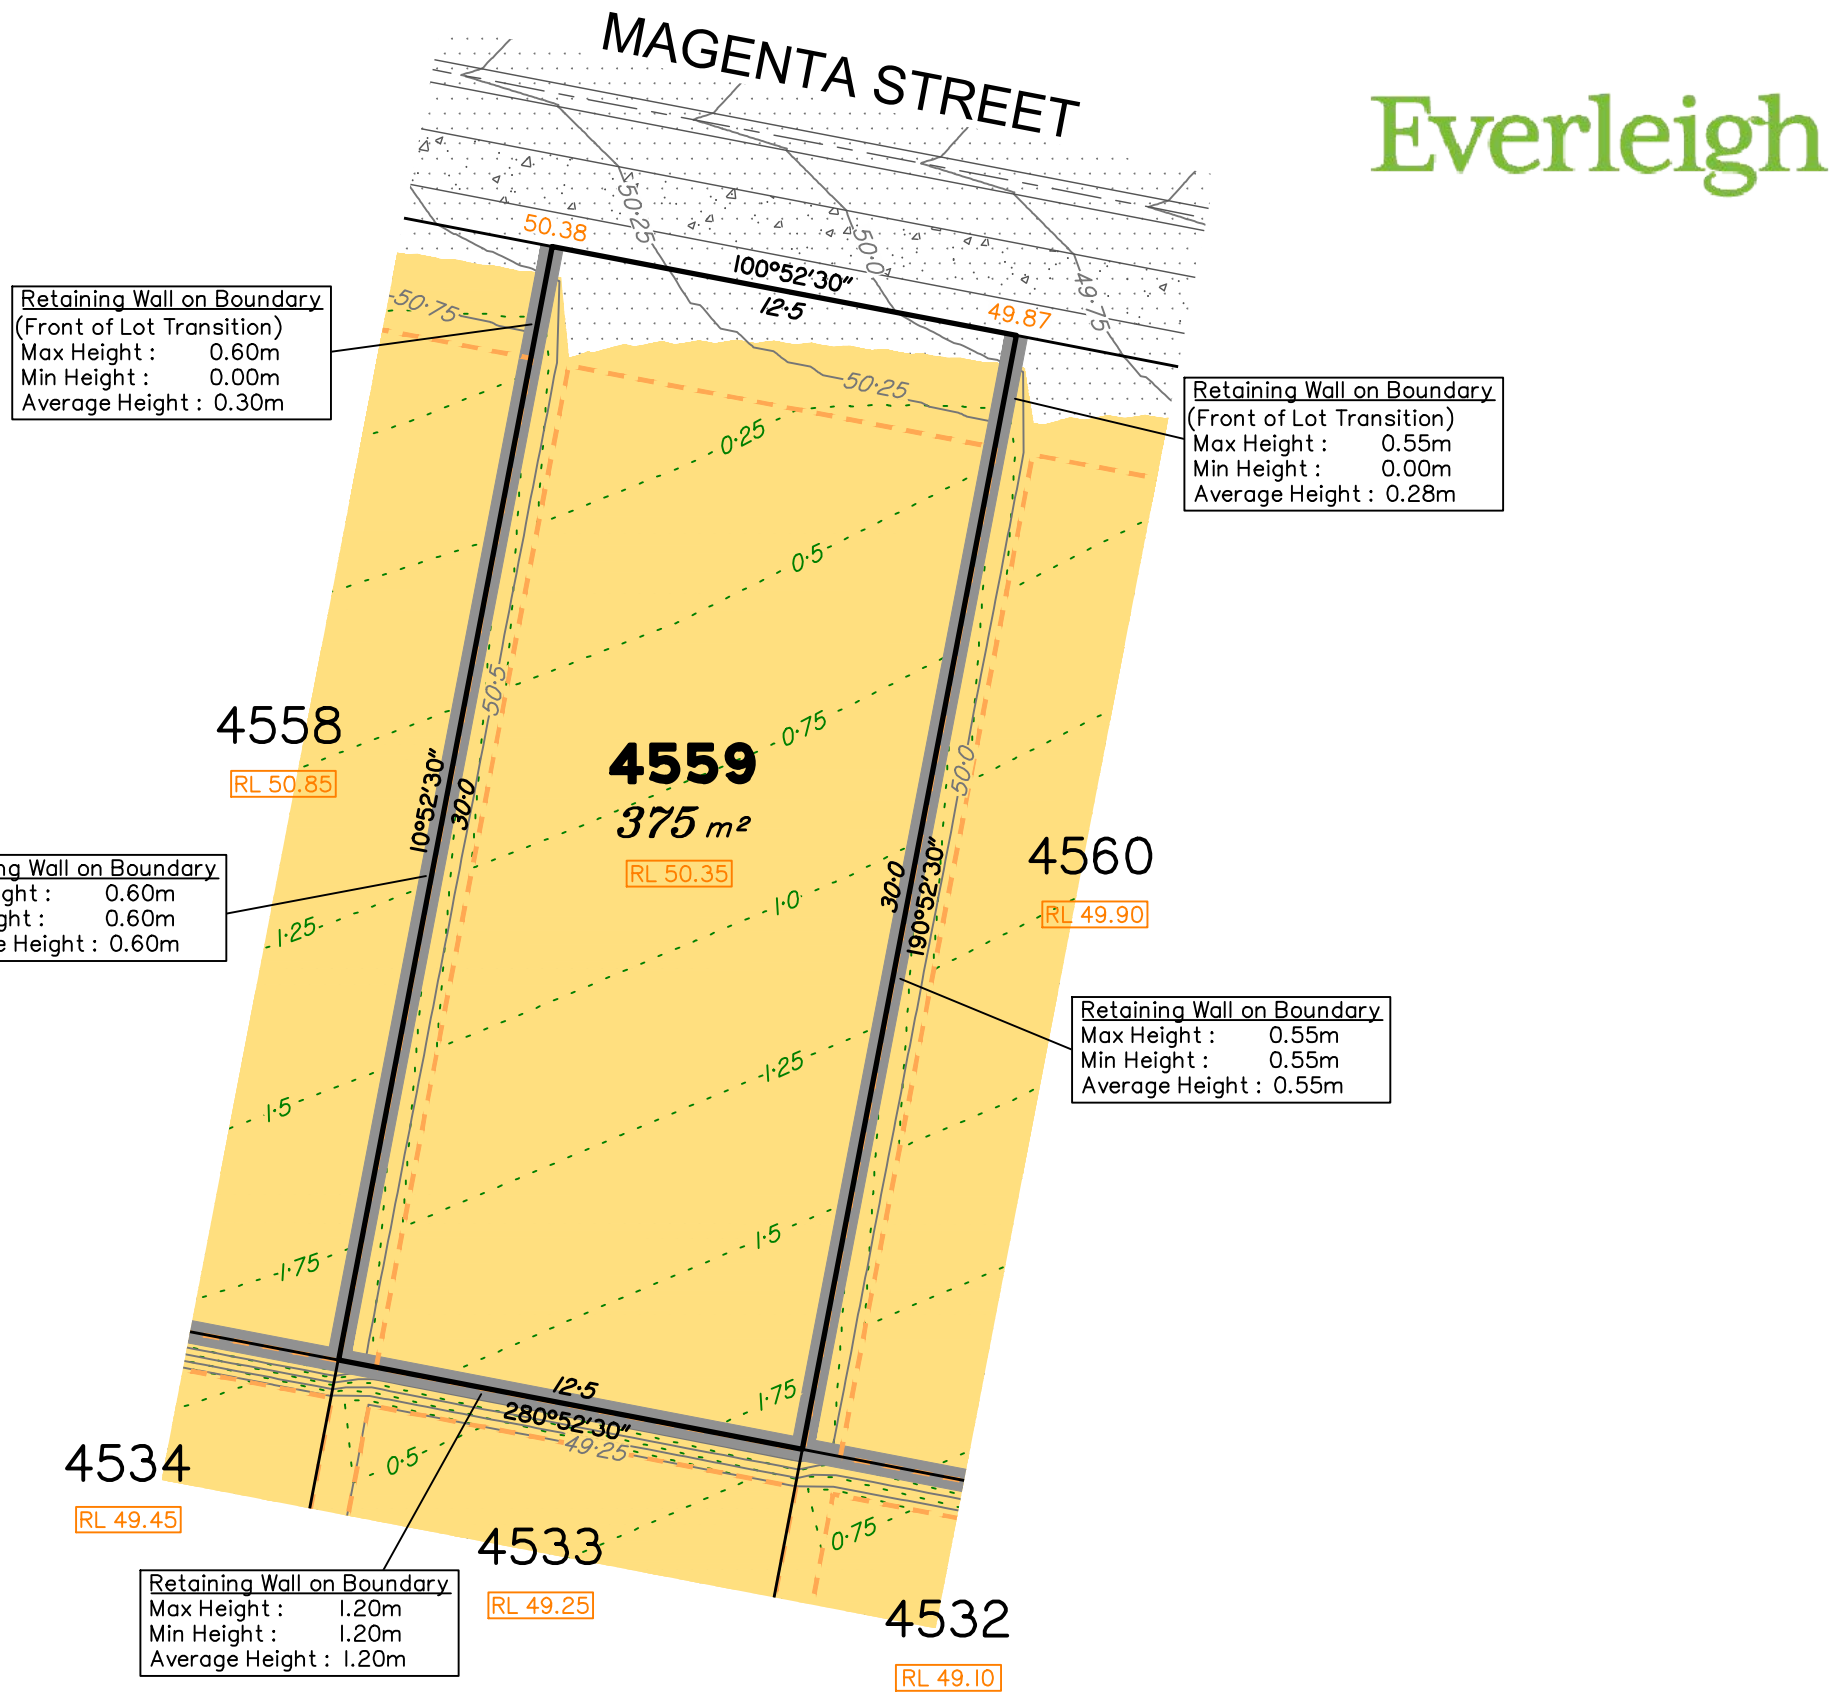 MAGENTA STREET
Everleigh
50.38
49.87
50·25
50·0
49·75
100°52'30"
12·5
Retaining Wall on Boundary
(Front of Lot Transition)
Max Height : 0.60m
Min Height : 0.00m
Average Height : 0.30m
50·75
50·25
Retaining Wall on Boundary
(Front of Lot Transition)
Max Height : 0.55m
Min Height : 0.00m
Average Height : 0.28m
0·25
0·5
50·5
0·75
50·0
4558
RL 50.85
10°52'30"
30·0
4559
375 m²
RL 50.35
30·0
190°52'30"
4560
RL 49.90
ng Wall on Boundary
ght : 0.60m
ght : 0.60m
e Height : 0.60m
1·25
1·0
Retaining Wall on Boundary
Max Height : 0.55m
Min Height : 0.55m
Average Height : 0.55m
1·5
1·25
1·75
1·5
12·5
280°52'30"
49·25
1·75
4534
RL 49.45
0·5
4533
RL 49.25
0·75
4532
RL 49.10
Retaining Wall on Boundary
Max Height : 1.20m
Min Height : 1.20m
Average Height : 1.20m